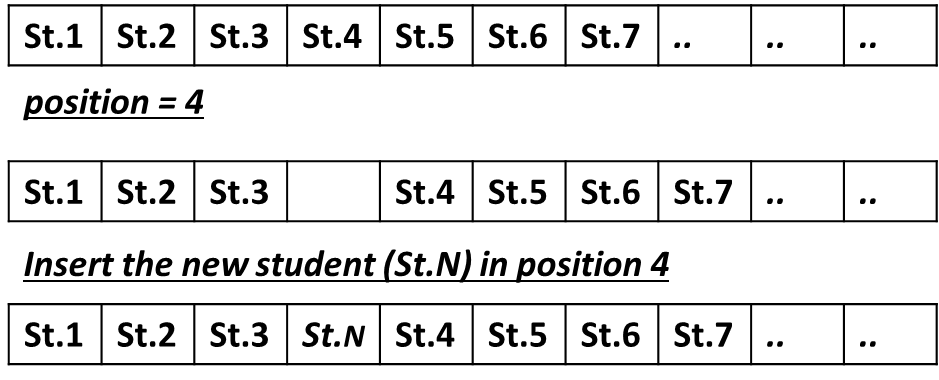 St.1 St.2 St.3 St.4 St.5 St.6 St.7 .. .. ..
position = 4
St.1 St.2 St.3 St.4 St.5 St.6 St.7 .. ..
Insert the new student (St.N) in position 4
St.1 St.2 St.3 St.N St.4 St.5 St.6 St.7 .. ..